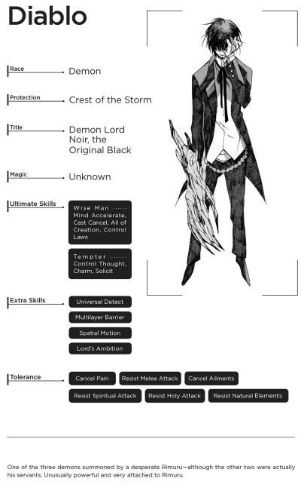 Diablo
Race
Demon
Protection
Crest of the Storm
Title
Demon Lord
Noir, the
Original Black
Magic
Unknown
Ultimate Skills
Wise Man ......
Mind Accelerate,
Cast Cancel, All of
Creation, Control
Laws
Tempter ......
Control Thought,
Charm, Solicit
Extra Skills
Universal Detect
Multilayer Barrier
Spatial Motion
Lord's Ambition
Tolerance
Cancel Pain Resist Melee Attack Cancel Ailments
Resist Spiritual Attack Resist Holy Attack Resist Natural Elements
One of the three demons summoned by a desperate Rimuru—although the other two were actually
his servants. Unusually powerful and very attached to Rimuru.